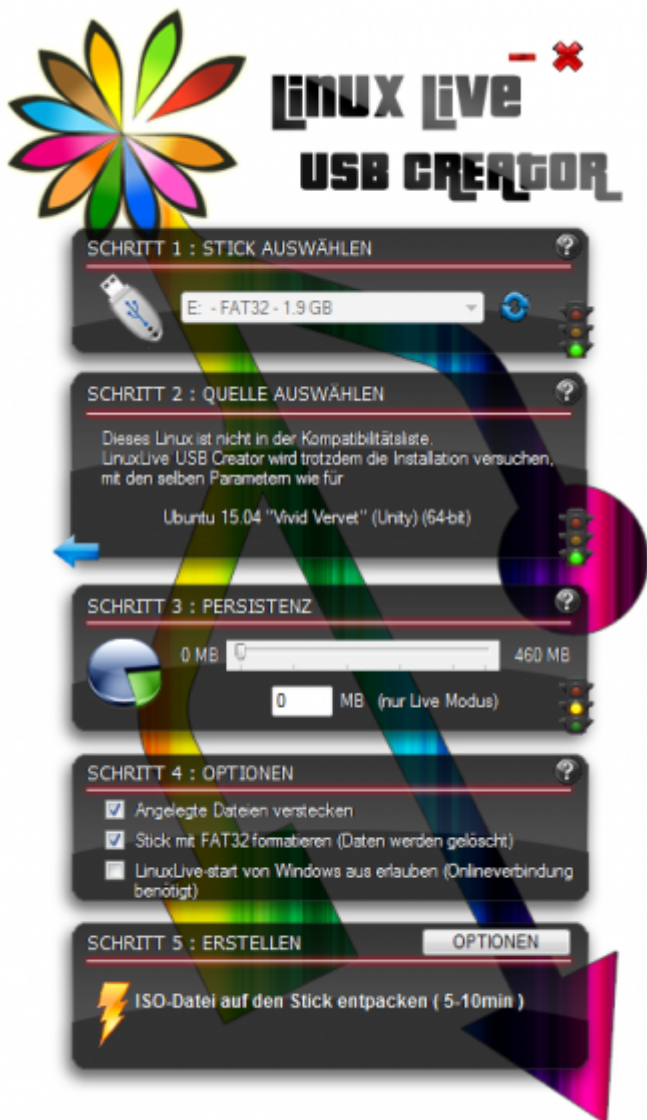 Linux Live
USB CREATOR
SCHRITT 1 : STICK AUSWÄHLEN
?
E: - FAT32 - 1.9 GB
SCHRITT 2 : QUELLE AUSWÄHLEN
?
Dieses Linux ist nicht in der Kompatibilitätsliste.
LinuxLive USB Creator wird trotzdem die Installation versuchen,
mit den selben Parametern wie für
Ubuntu 15.04 "Vivid Vervet" (Unity) (64-bit)
SCHRITT 3 : PERSISTENZ
?
0 MB 460 MB
0 MB (nur Live Modus)
SCHRITT 4 : OPTIONEN
?
Angelegte Dateien verstecken
Stick mit FAT32 formatieren (Daten werden gelöscht)
LinuxLive-start von Windows aus erlauben (Onlineverbindung
benötigt)
SCHRITT 5 : ERSTELLEN OPTIONEN
ISO-Datei auf den Stick entpacken ( 5-10min )